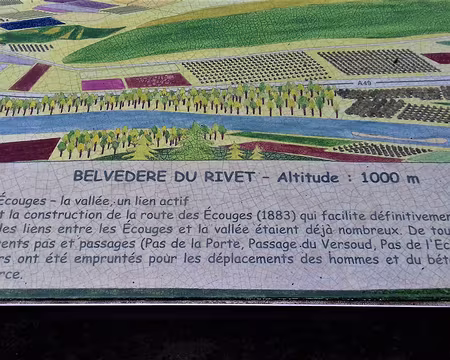 A49
BELVEDERE DU RIVET - Altitude : 1000 m
Écouges – la vallée, un lien actif
t la construction de la route des Écouges (1883) qui facilite définitivemen
les liens entre les Écouges et la vallée étaient déjà nombreux. De tou
ents pas et passages (Pas de la Porte, Passage du Versoud, Pas de l'Ec
rs ont été empruntés pour les déplacements des hommes et du bét
rce.